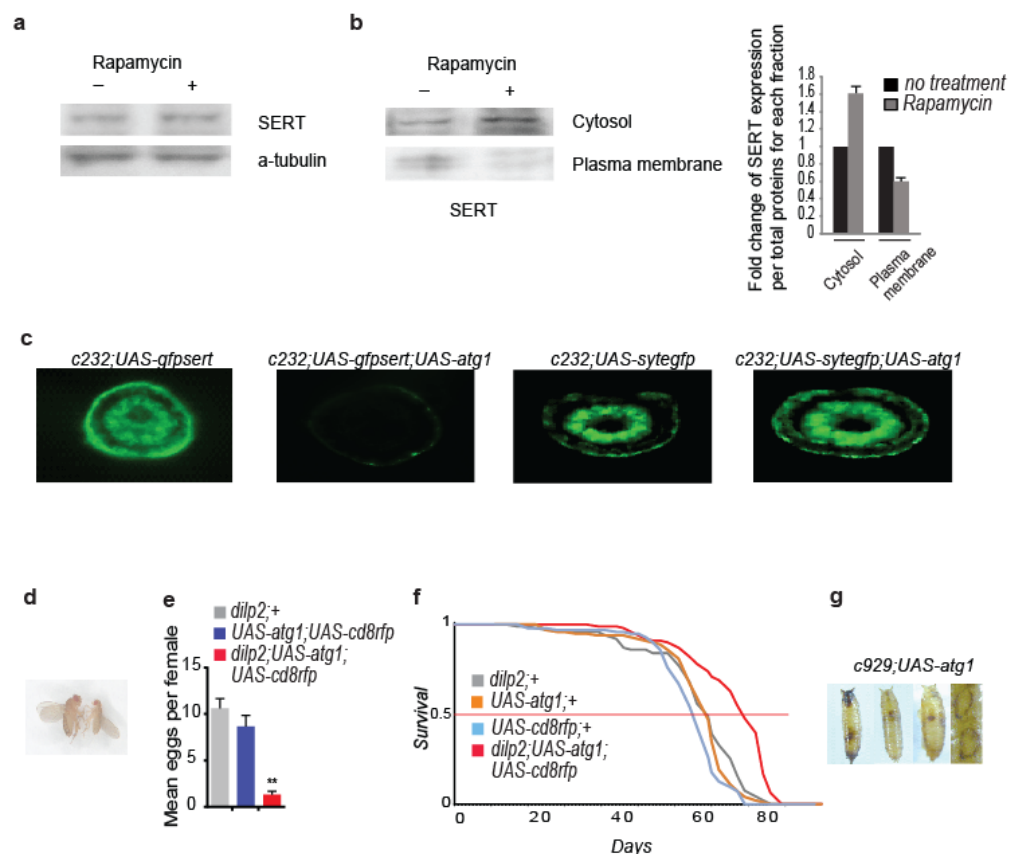 a
Rapamycin
– +
SERT
a-tubulin
b
Rapamycin
– +
Cytosol
Plasma membrane
SERT
Fold change of SERT expression
per total proteins for each fraction
1.8
1.6
1.4
1.2
1
0.8
0.6
0.4
0.2
0
no treatment
Rapamycin
Cytosol
Plasma
membrane
c
c232;UAS-gfpsert
c232;UAS-gfpsert;UAS-atg1
c232;UAS-sytegfp
c232;UAS-sytegfp;UAS-atg1
d
e
dilp2;+
UAS-atg1;UAS-cd8rfp
dilp2;UAS-atg1;
UAS-cd8rfp
Mean eggs per female
15
10
5
0
**
f
Survival
1
0.5
0
dilp2;+
UAS-atg1;+
UAS-cd8rfp;+
dilp2;UAS-atg1;
UAS-cd8rfp
0 20 40 60 80
Days
g
c929;UAS-atg1